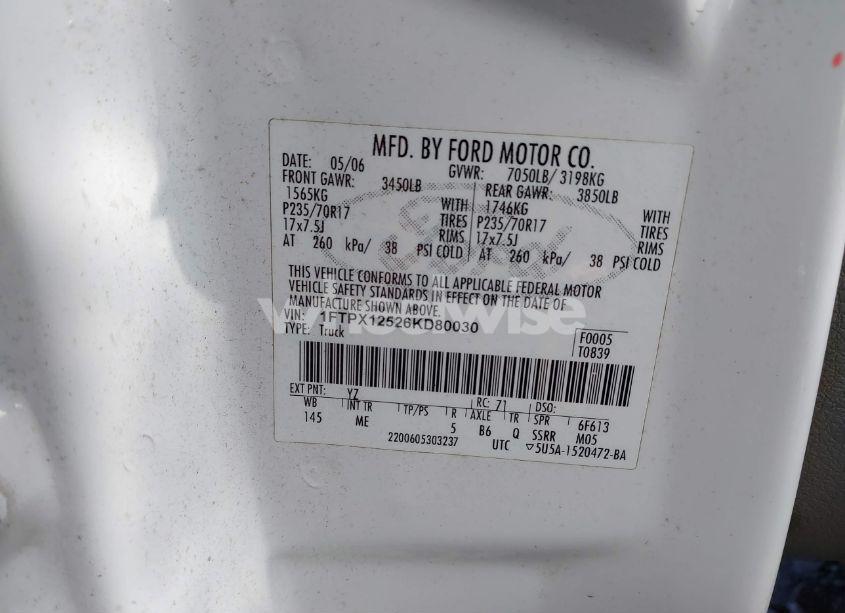 MFD. BY FORD MOTOR CO.
DATE: 05/06 GVWR: 7050LB/ 3198KG
FRONT GAWR: 3450LB REAR GAWR: 3850LB
1565KG WITH 1746KG WITH
P235/70R17 TIRES P235/70R17 TIRES
17x7.5J RIMS 17x7.5J RIMS
AT 260 kPa/ 38 PSI COLD AT 260 kPa/ 38 PSI COLD
Ford
THIS VEHICLE CONFORMS TO ALL APPLICABLE FEDERAL MOTOR
VEHICLE SAFETY STANDARDS IN EFFECT ON THE DATE OF
MANUFACTURE SHOWN ABOVE.
wheelwise
VIN: 1FTPX12526KD80030 F0005
TYPE: Truck T0839
EXT PNT: YZ RC: 71 DSO:
WB INT TR TP/PS R AXLE TR SPR 6F613
145 ME 5 B6 Q SSRR M05
2200605303237 UTC ▽5U5A-1520472-BA